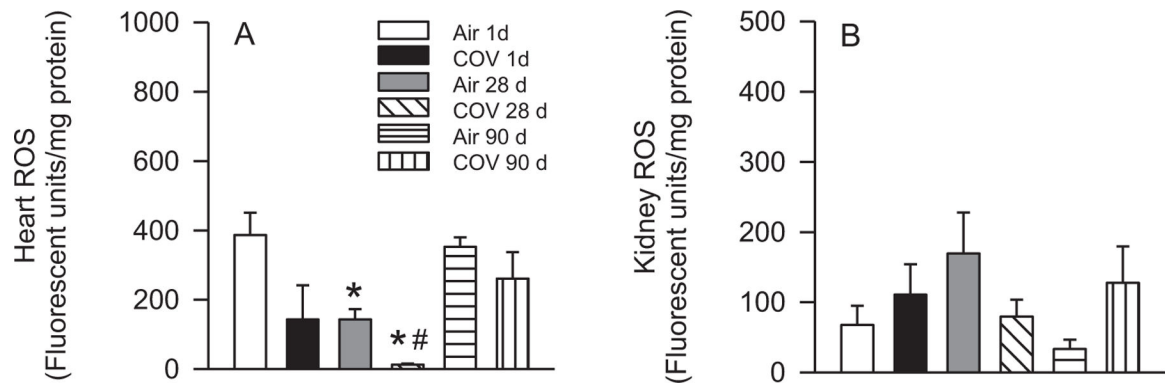 Heart ROS
(Fluorescent units/mg protein)
1000
800
600
400
200
0
A
Air 1d
COV 1d
Air 28 d
COV 28 d
Air 90 d
COV 90 d
*
* #
Kidney ROS
(Fluorescent units/mg protein)
500
400
300
200
100
0
B